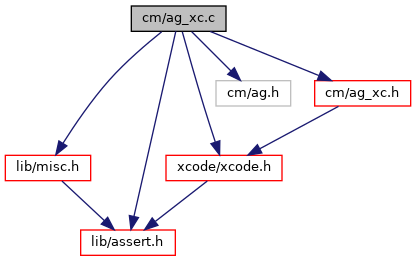 cm/ag_xc.c
cm/ag.h
cm/ag_xc.h
lib/misc.h
xcode/xcode.h
lib/assert.h